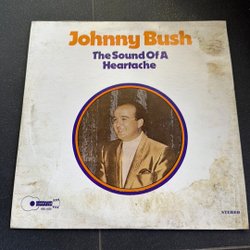 Johnny Bush
The Sound Of A
Heartache
STEREO